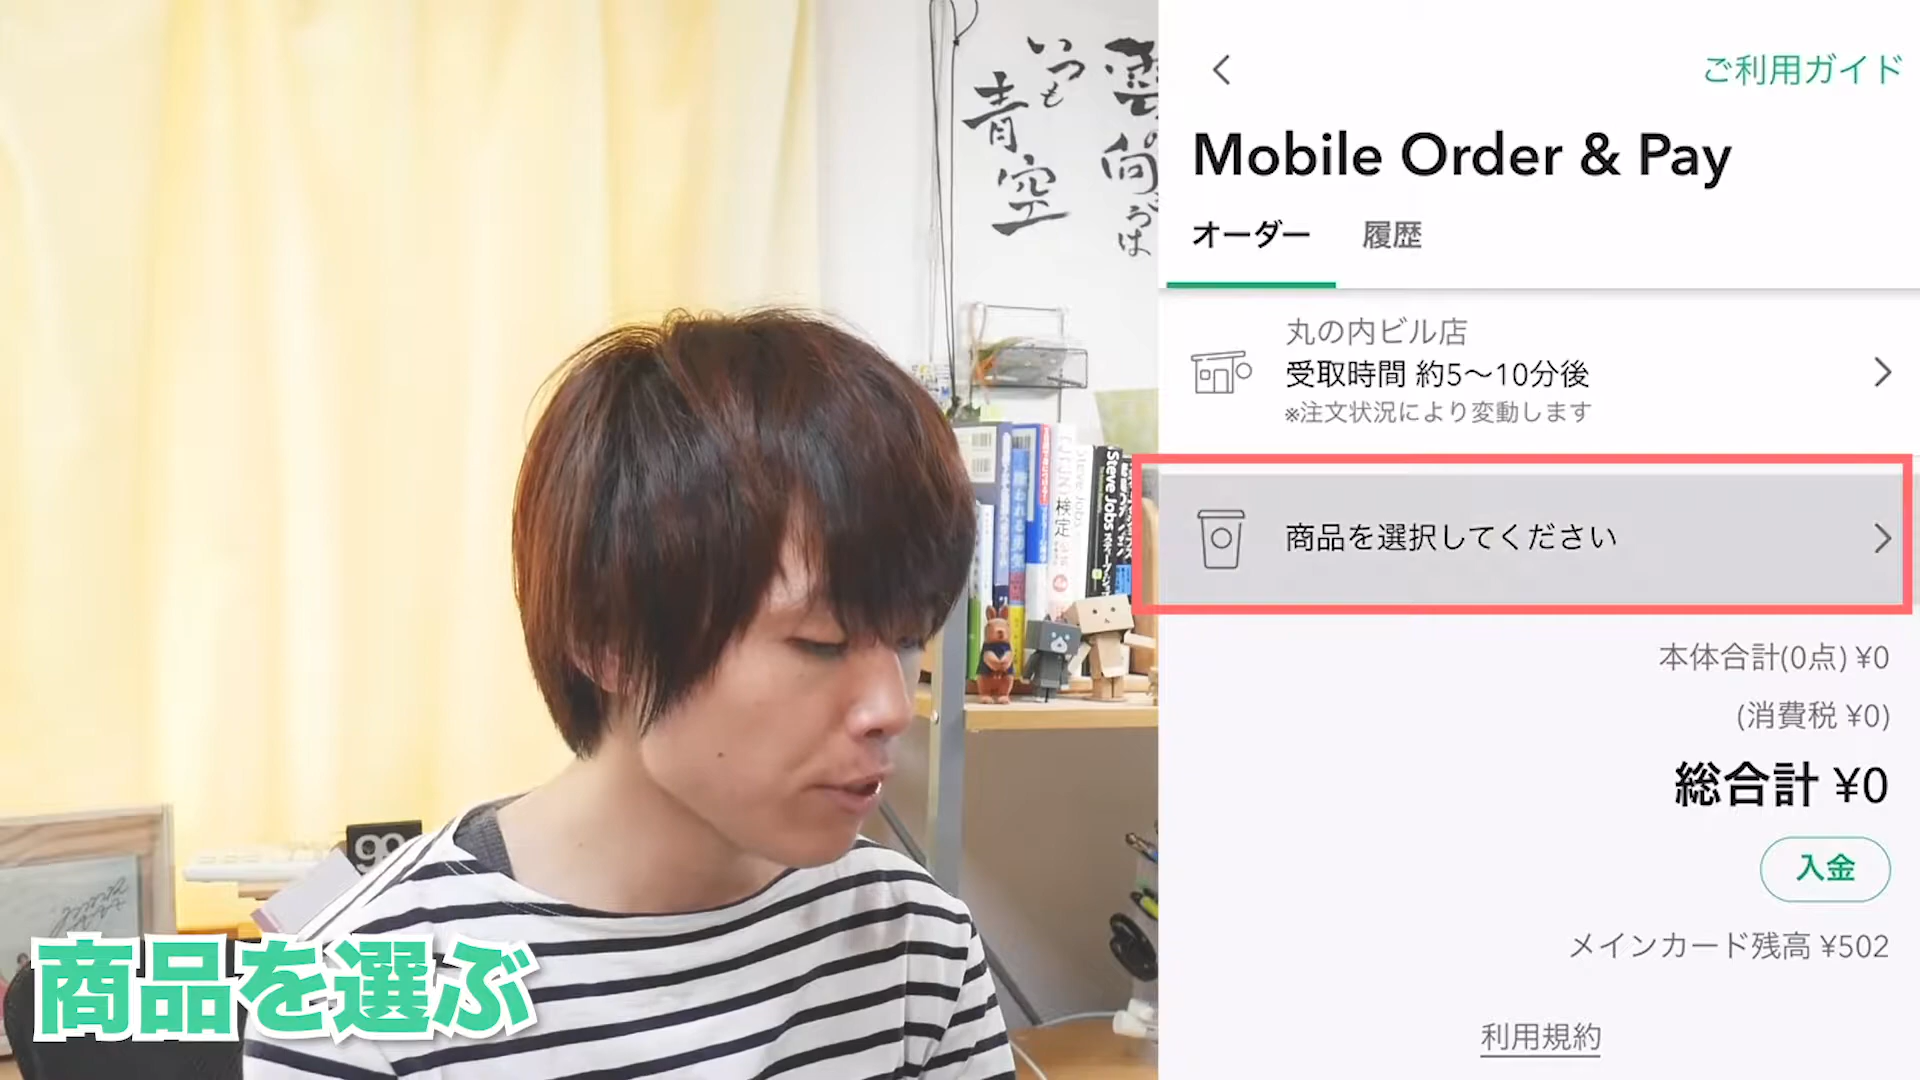 いつも
青空
ご利用ガイド
Mobile Order & Pay
オーダー 履歴
丸の内ビル店
受取時間 約5〜10分後
※注文状況により変動します
商品を選択してください
本体合計(0点) ¥0
(消費税 ¥0)
総合計 ¥0
入金
メインカード残高 ¥502
利用規約
Steve Jobs
検定
商品を選ぶ